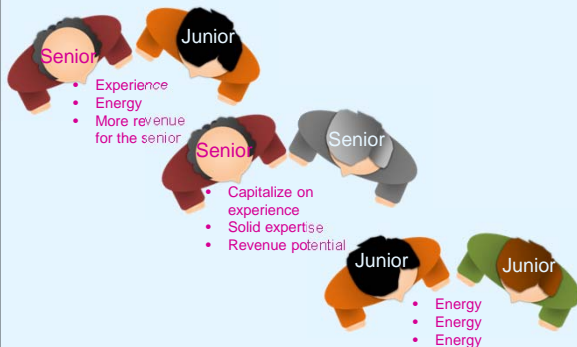 Senior
Junior
• Experience
• Energy
• More revenue
for the senior
Senior
Senior
• Capitalize on
experience
• Solid expertise
• Revenue potential
Junior
Junior
• Energy
• Energy
• Energy